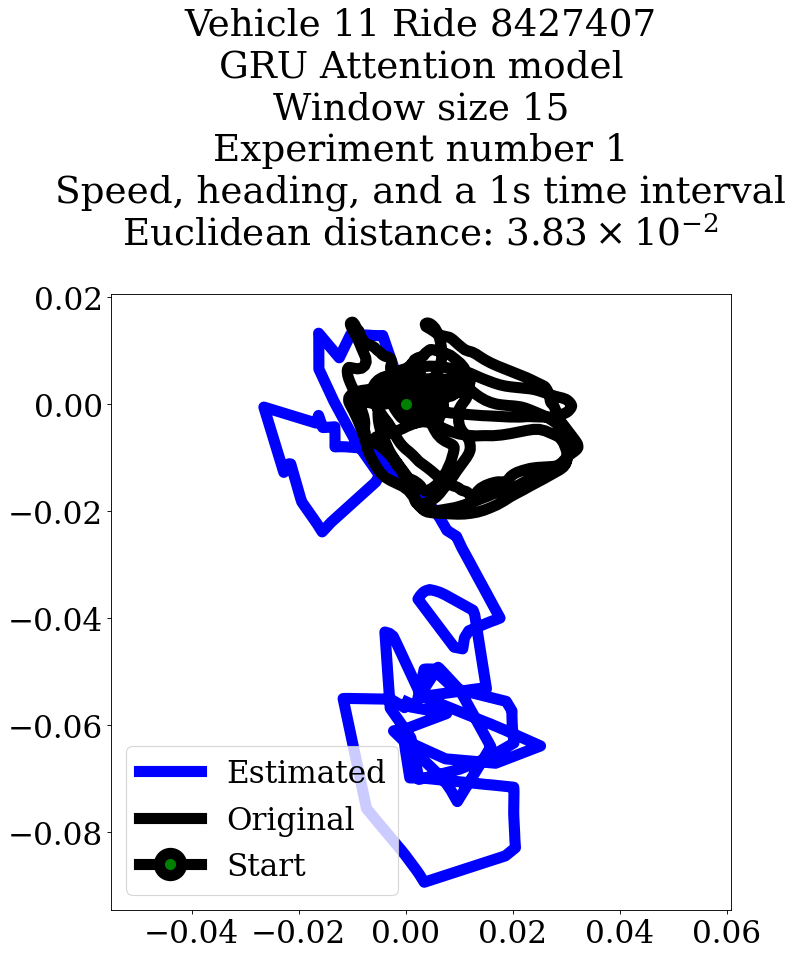 Vehicle 11 Ride 8427407
GRU Attention model
Window size 15
Experiment number 1
Speed, heading, and a 1s time interval
Euclidean distance: 3.83 × 10⁻²
0.02
0.00
−0.02
−0.04
−0.06
−0.08
Estimated
Original
Start
−0.04 −0.02 0.00 0.02 0.04 0.06